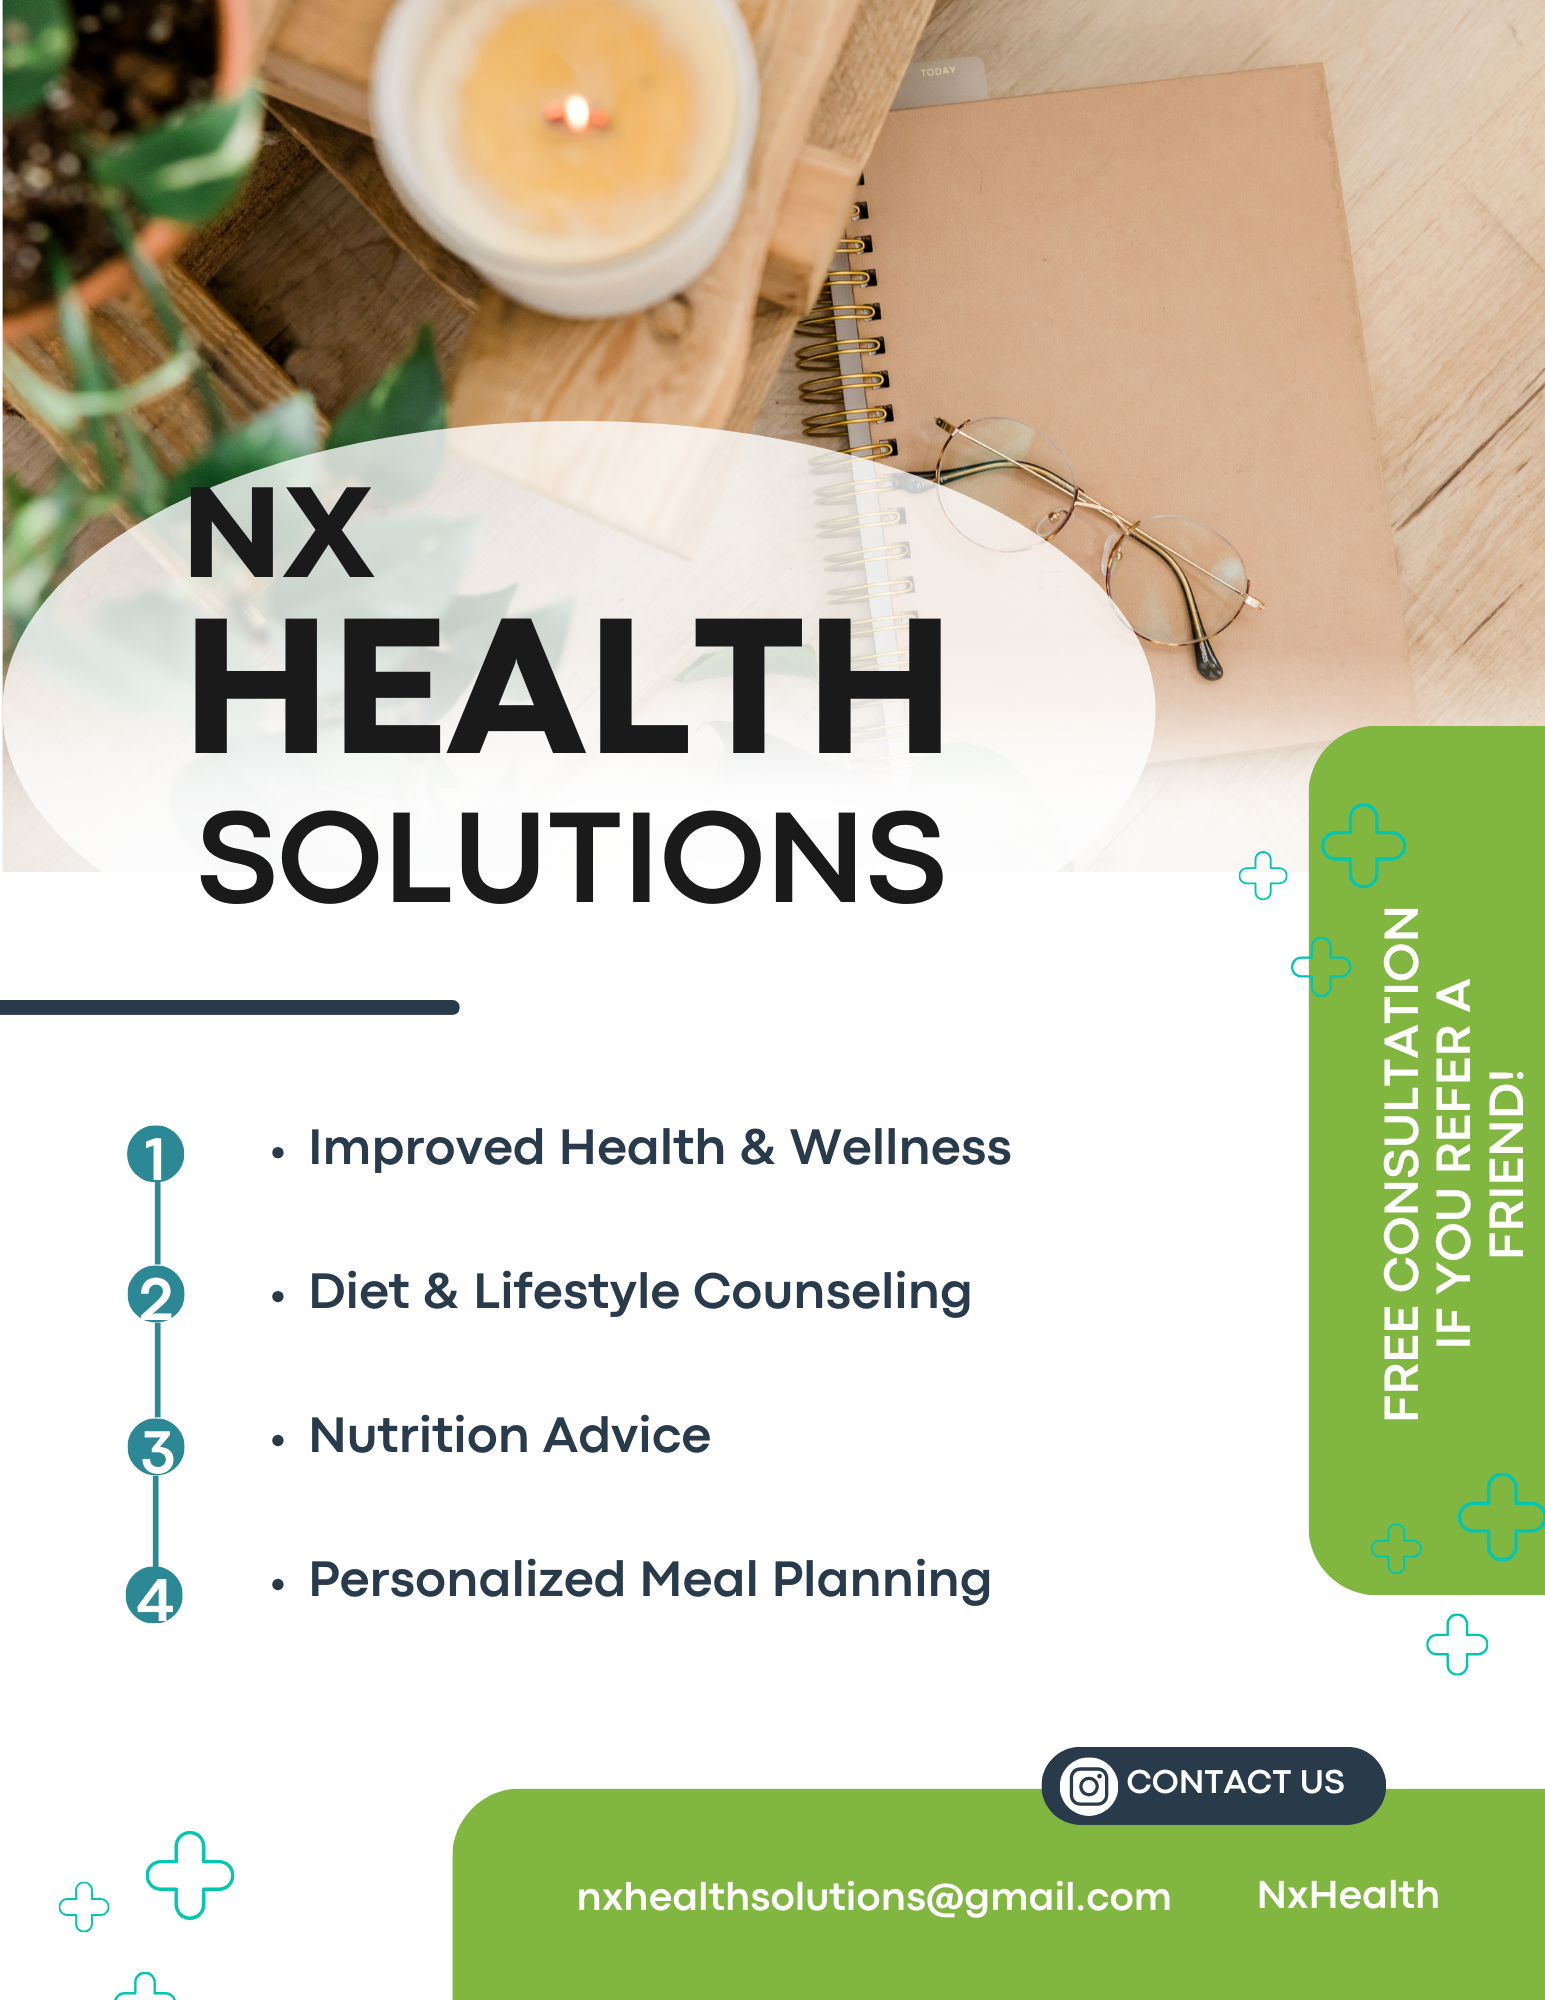 TODAY
NX
HEALTH
SOLUTIONS
FREE CONSULTATION
IF YOU REFER A
FRIEND!
1
• Improved Health & Wellness
2
• Diet & Lifestyle Counseling
3
• Nutrition Advice
4
• Personalized Meal Planning
CONTACT US
nxhealthsolutions@gmail.com
NxHealth